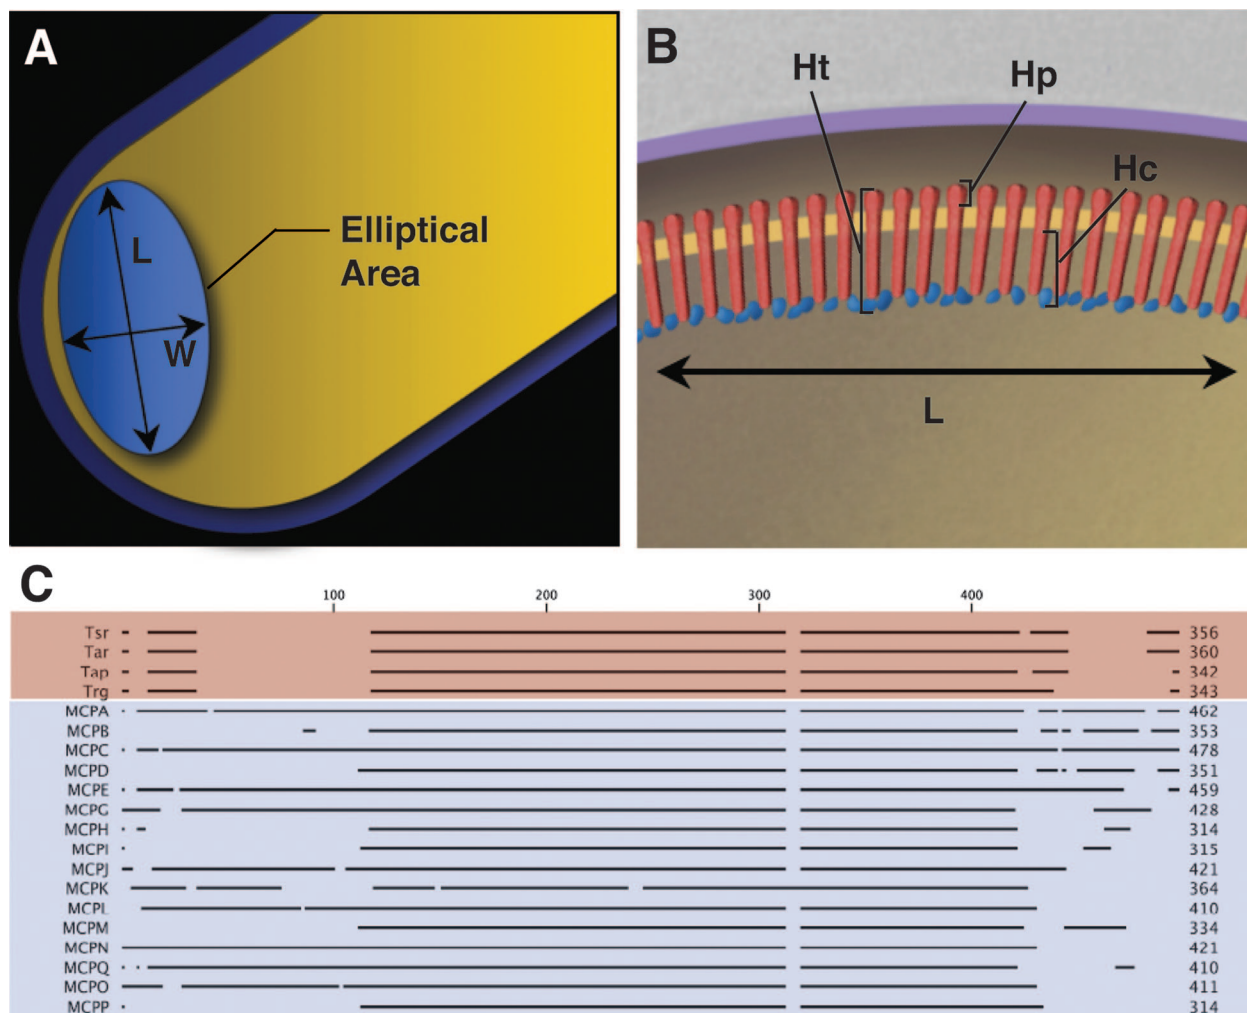 A
L
W
Elliptical
Area
B
Ht
Hp
Hc
L
C
100 200 300 400
Tsr 356
Tar 360
Tap 342
Trg 343
MCPA 462
MCPB 353
MCPC 478
MCPD 351
MCPE 459
MCPG 428
MCPH 314
MCPI 315
MCPJ 421
MCPK 364
MCPL 410
MCPM 334
MCPN 421
MCPQ 410
MCPO 411
MCPP 314